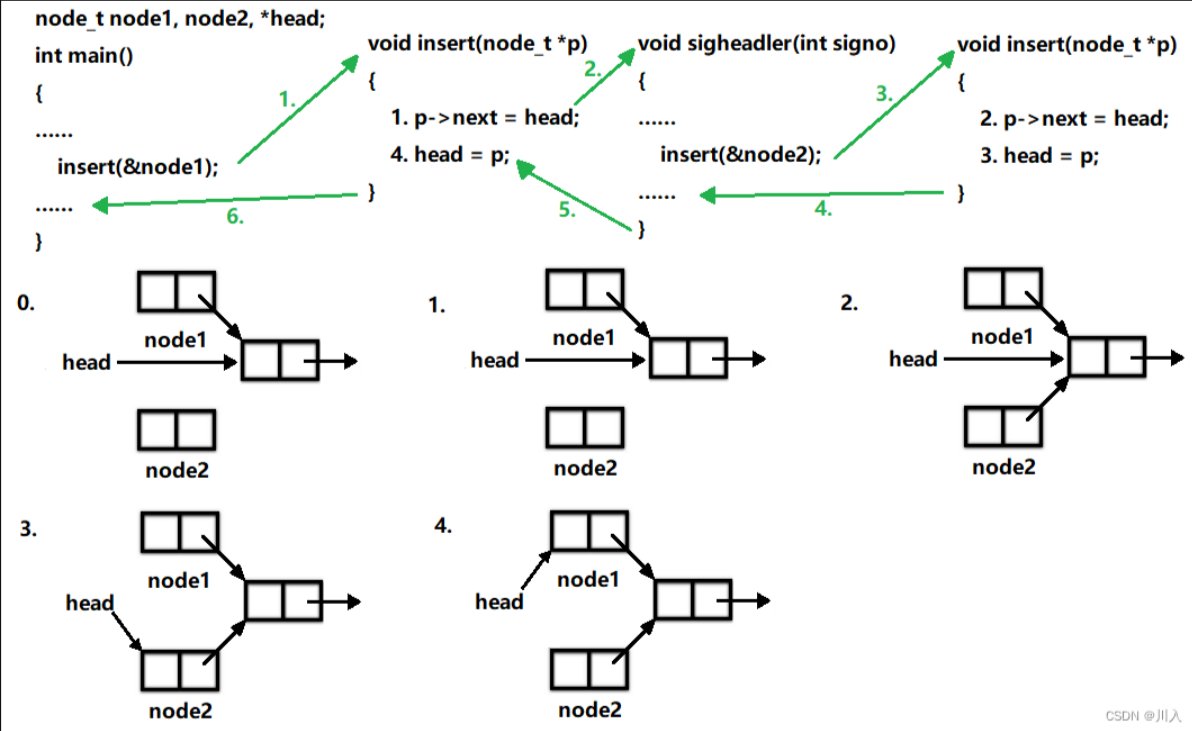 node_t node1, node2, *head;
int main()
{
......
insert(&node1);
......
}
1.
6.
void insert(node_t *p)
{
1. p->next = head;
4. head = p;
}
2.
5.
void sigheadler(int signo)
{
......
insert(&node2);
......
}
3.
4.
void insert(node_t *p)
{
2. p->next = head;
3. head = p;
}
0.
node1
head
node2
1.
node1
head
node2
2.
node1
head
node2
3.
node1
head
node2
4.
node1
head
node2
CSDN @川入